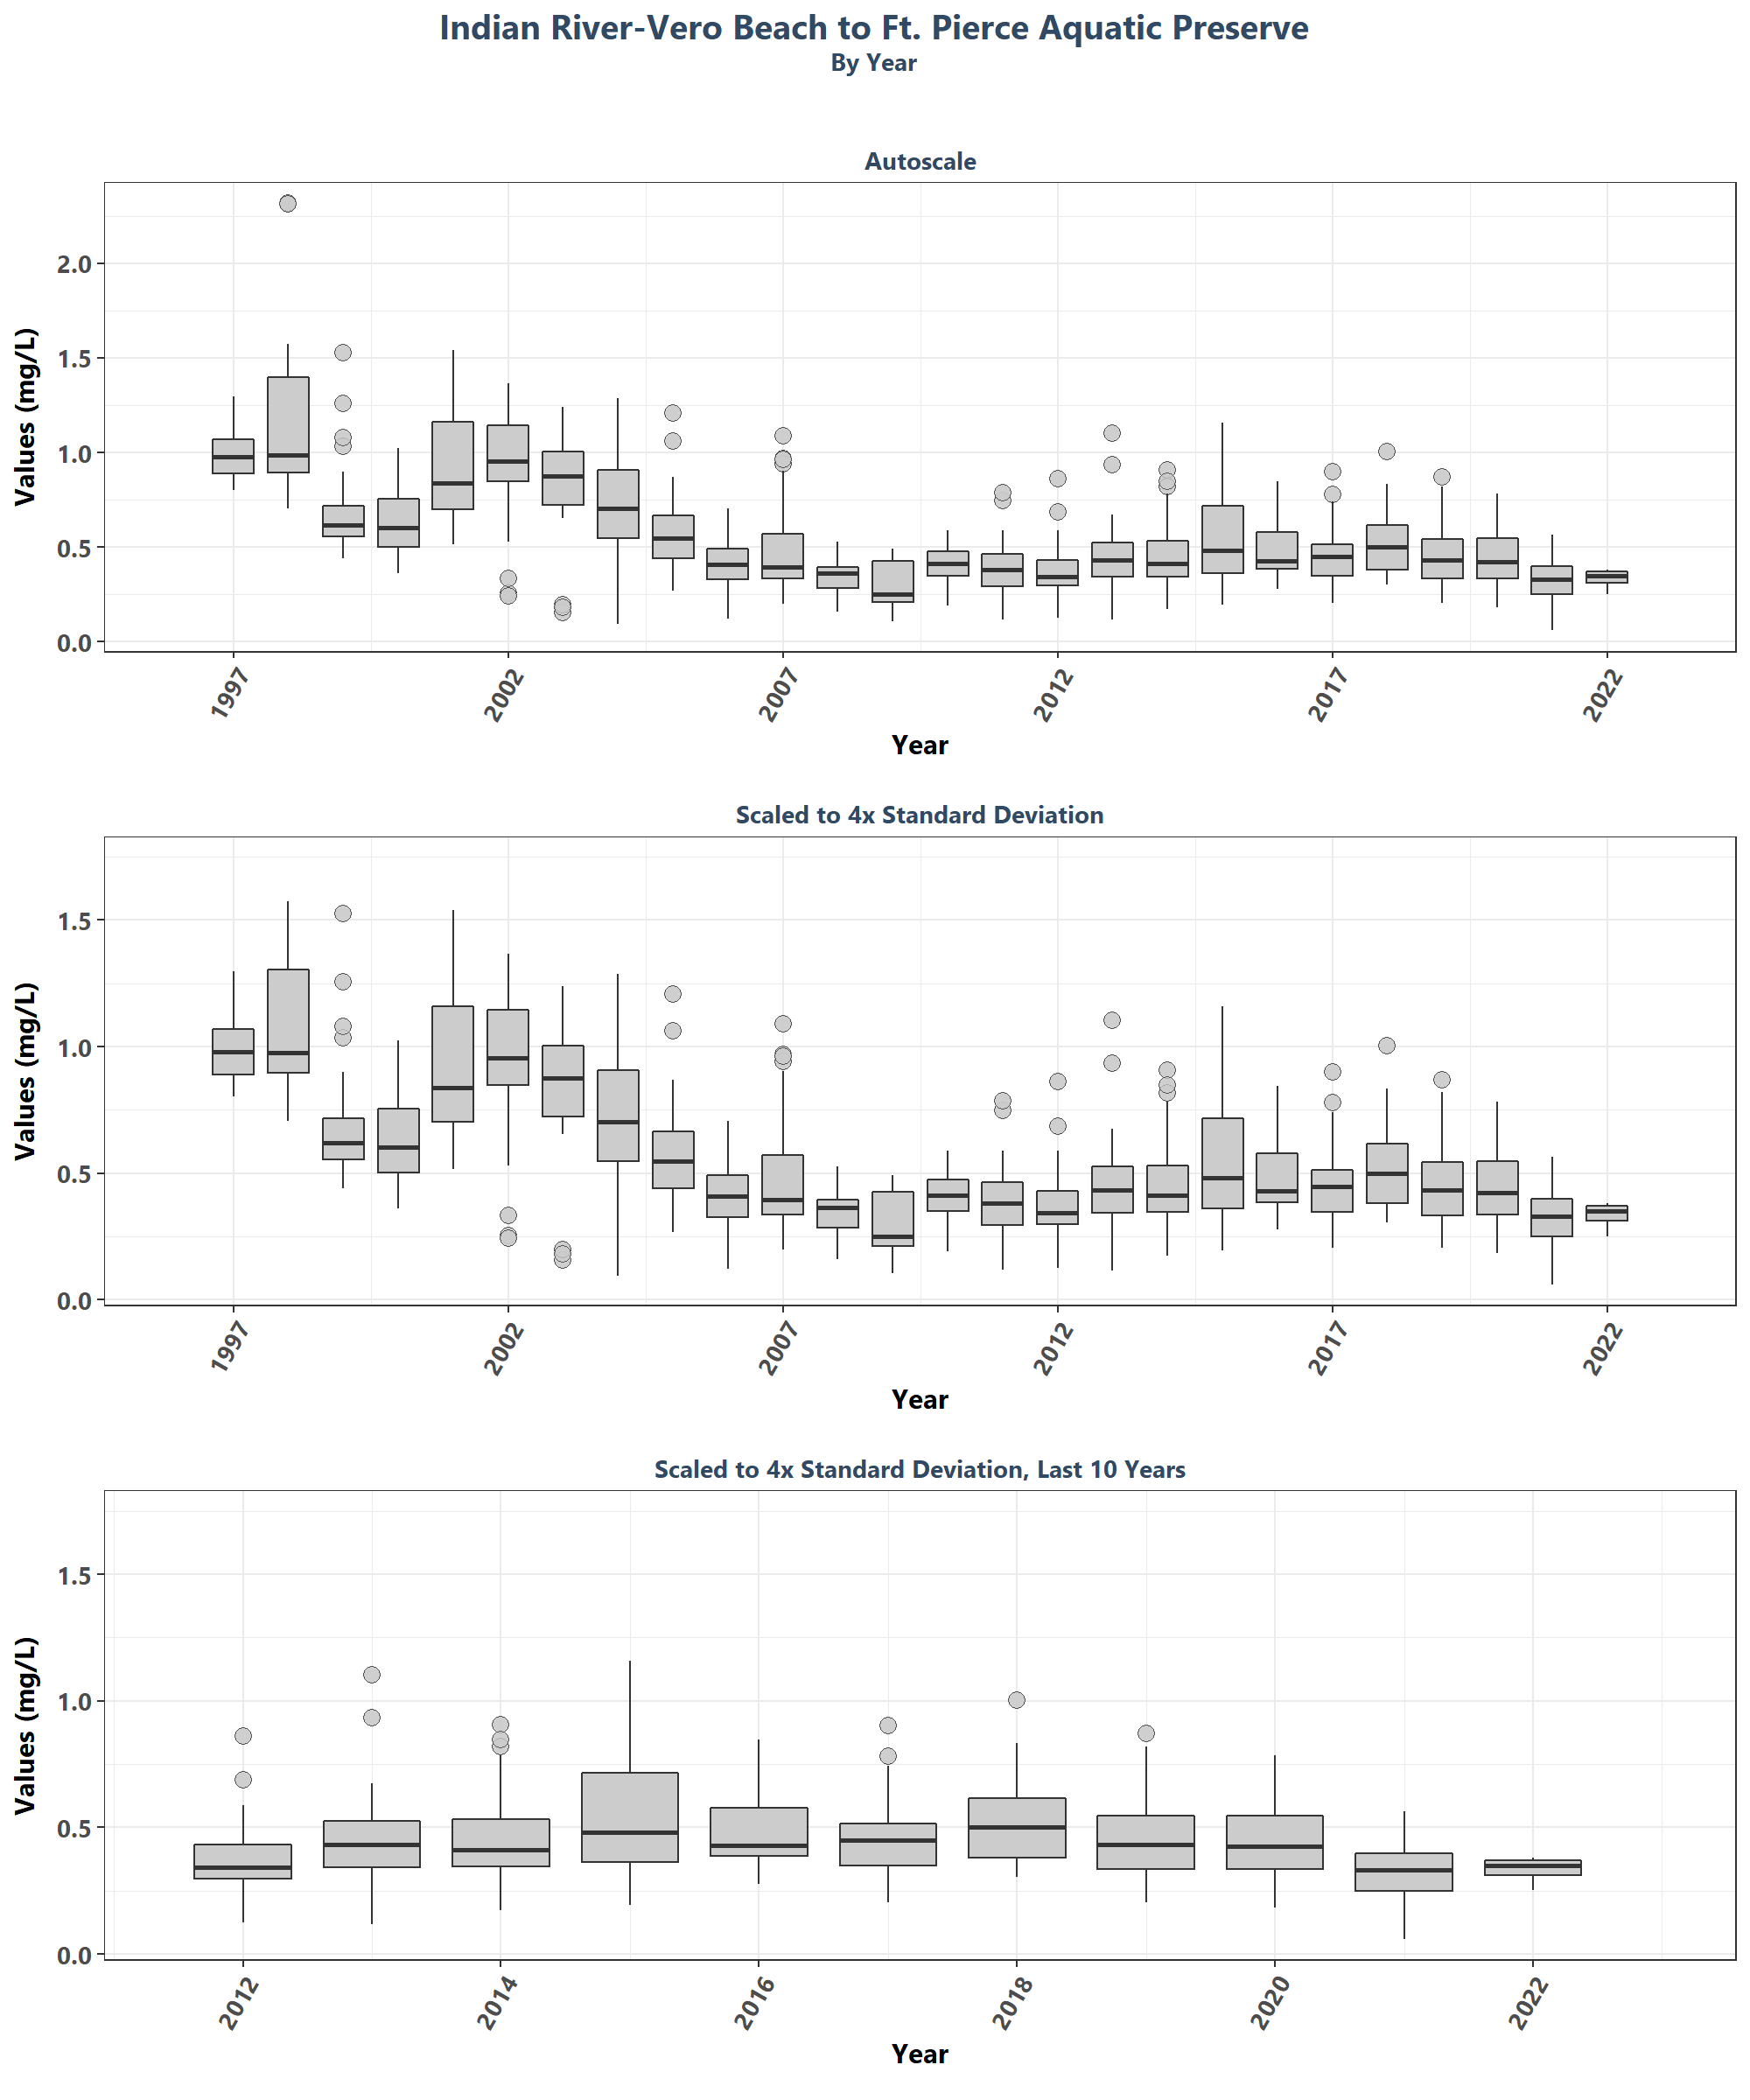 Indian River-Vero Beach to Ft. Pierce Aquatic Preserve
By Year
Autoscale
Values (mg/L)
2.0
1.5
1.0
0.5
0.0
1997 2002 2007 2012 2017 2022
Year
Scaled to 4x Standard Deviation
Values (mg/L)
1.5
1.0
0.5
0.0
1997 2002 2007 2012 2017 2022
Year
Scaled to 4x Standard Deviation, Last 10 Years
Values (mg/L)
1.5
1.0
0.5
0.0
2012 2014 2016 2018 2020 2022
Year